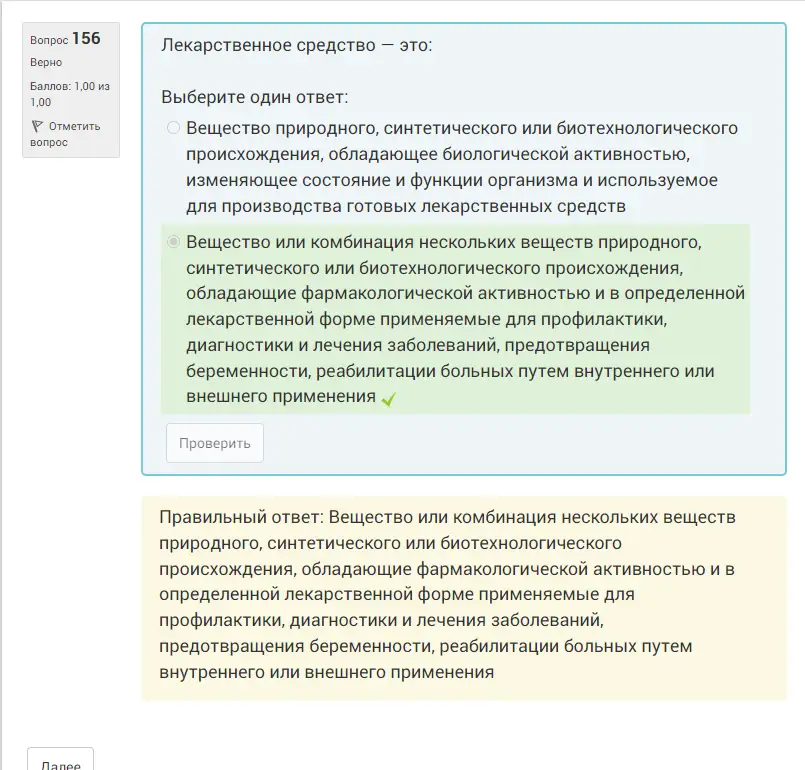 Вопрос 156
Верно
Баллов: 1,00 из
1,00
Отметить
вопрос
Лекарственное средство — это:
Выберите один ответ:
Вещество природного, синтетического или биотехнологического
происхождения, обладающее биологической активностью,
изменяющее состояние и функции организма и используемое
для производства готовых лекарственных средств
Вещество или комбинация нескольких веществ природного,
синтетического или биотехнологического происхождения,
обладающие фармакологической активностью и в определенной
лекарственной форме применяемые для профилактики,
диагностики и лечения заболеваний, предотвращения
беременности, реабилитации больных путем внутреннего или
внешнего применения
Проверить
Правильный ответ: Вещество или комбинация нескольких веществ
природного, синтетического или биотехнологического
происхождения, обладающие фармакологической активностью и в
определенной лекарственной форме применяемые для
профилактики, диагностики и лечения заболеваний,
предотвращения беременности, реабилитации больных путем
внутреннего или внешнего применения
Далее